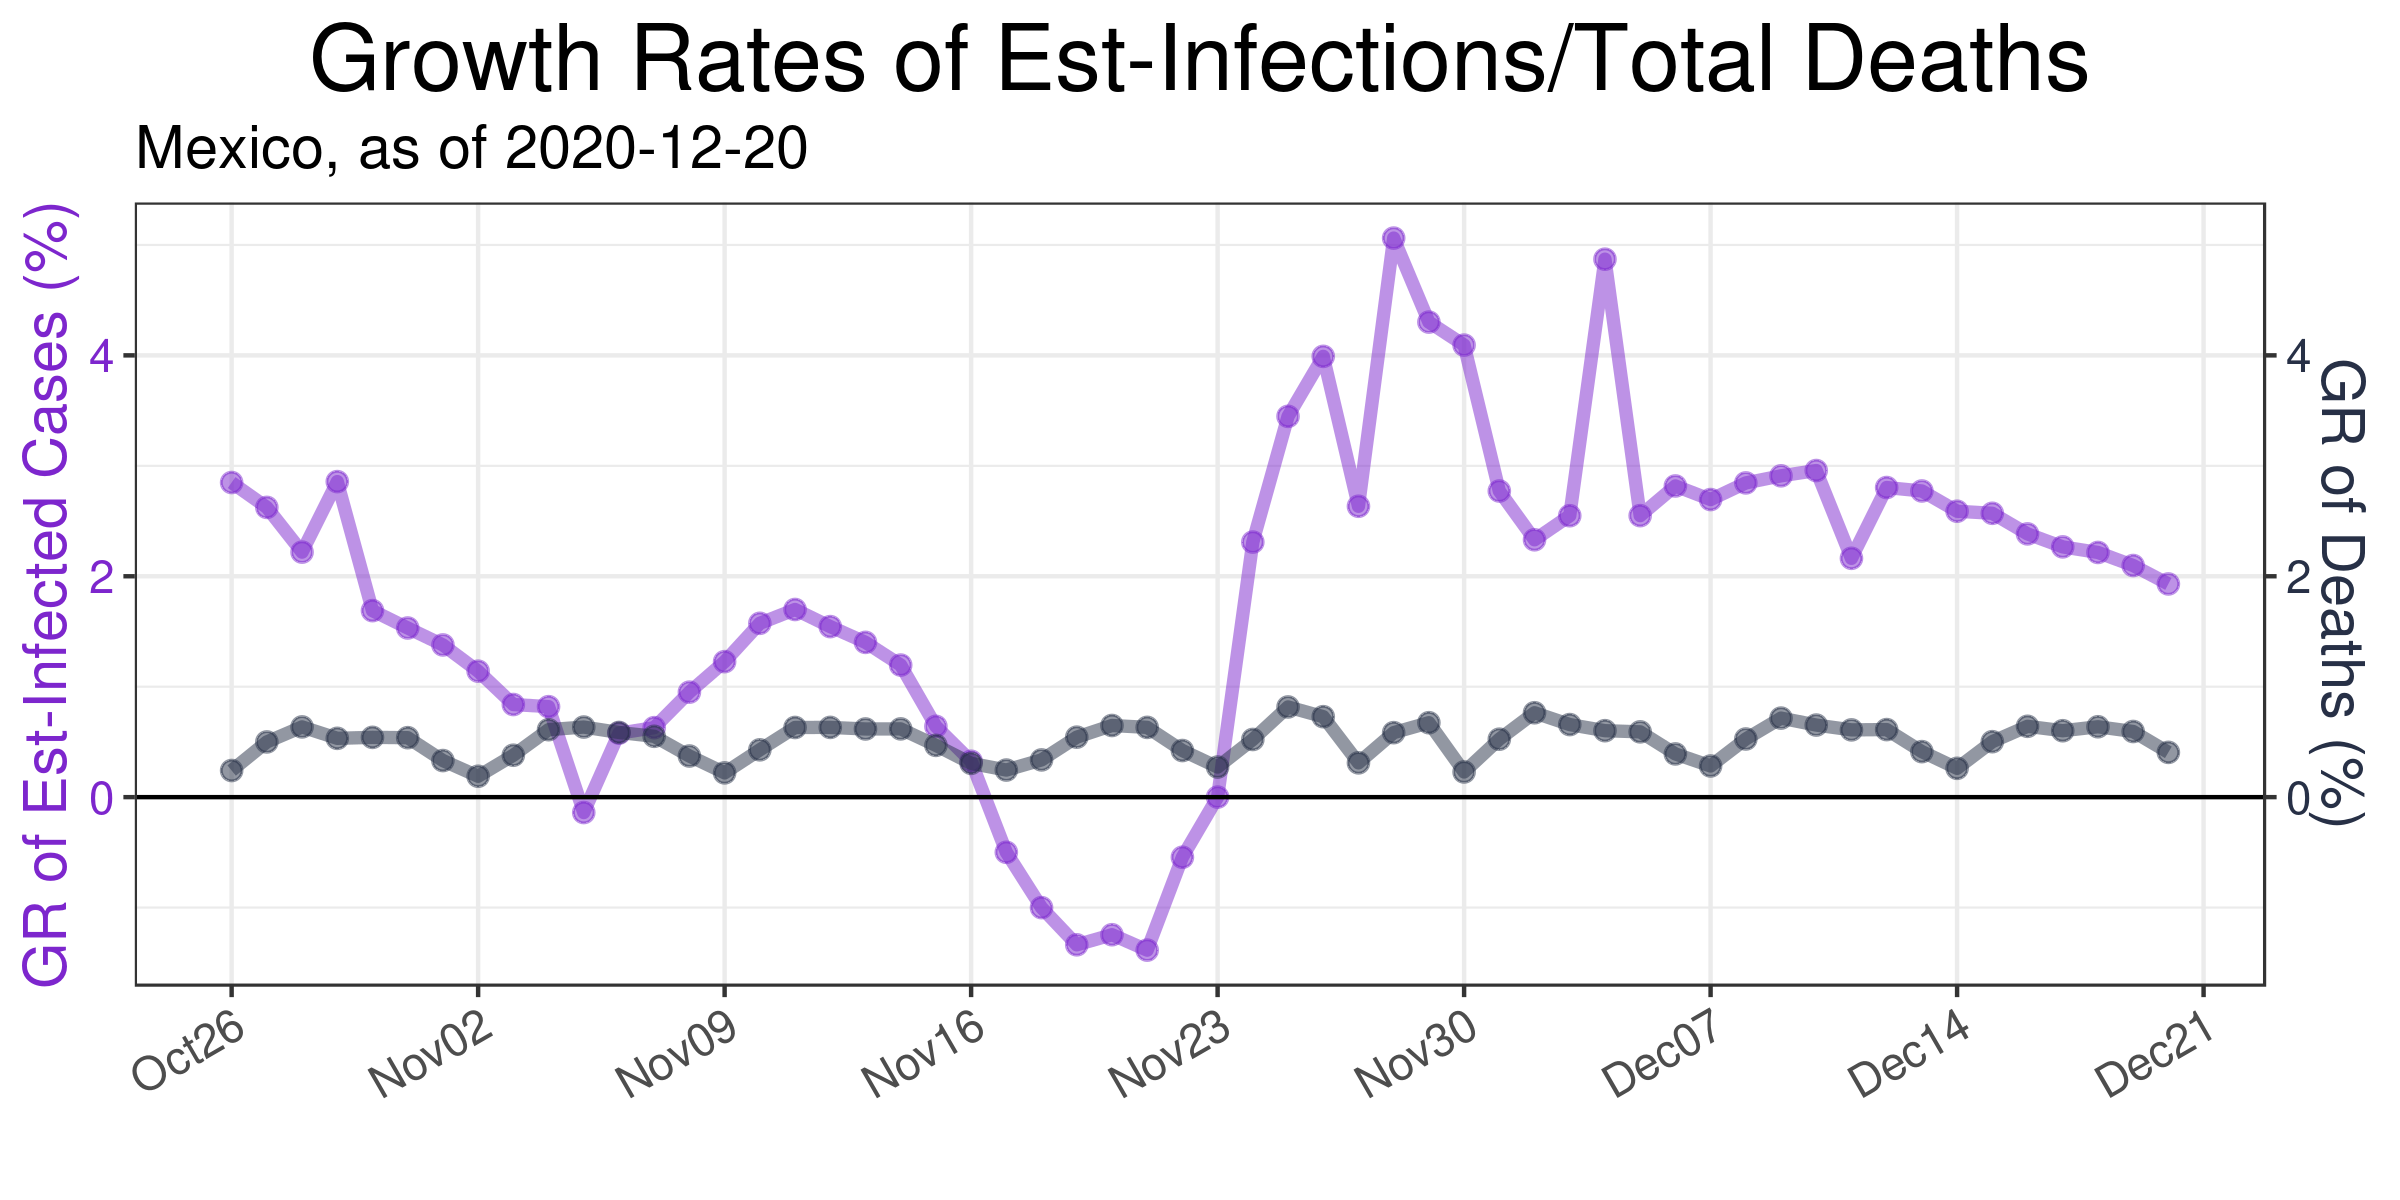 Growth Rates of Est-Infections/Total Deaths
Mexico, as of 2020-12-20
GR of Est-Infected Cases (%)
4
2
0
4
2
0
GR of Deaths (%)
Oct26
Nov02
Nov09
Nov16
Nov23
Nov30
Dec07
Dec14
Dec21